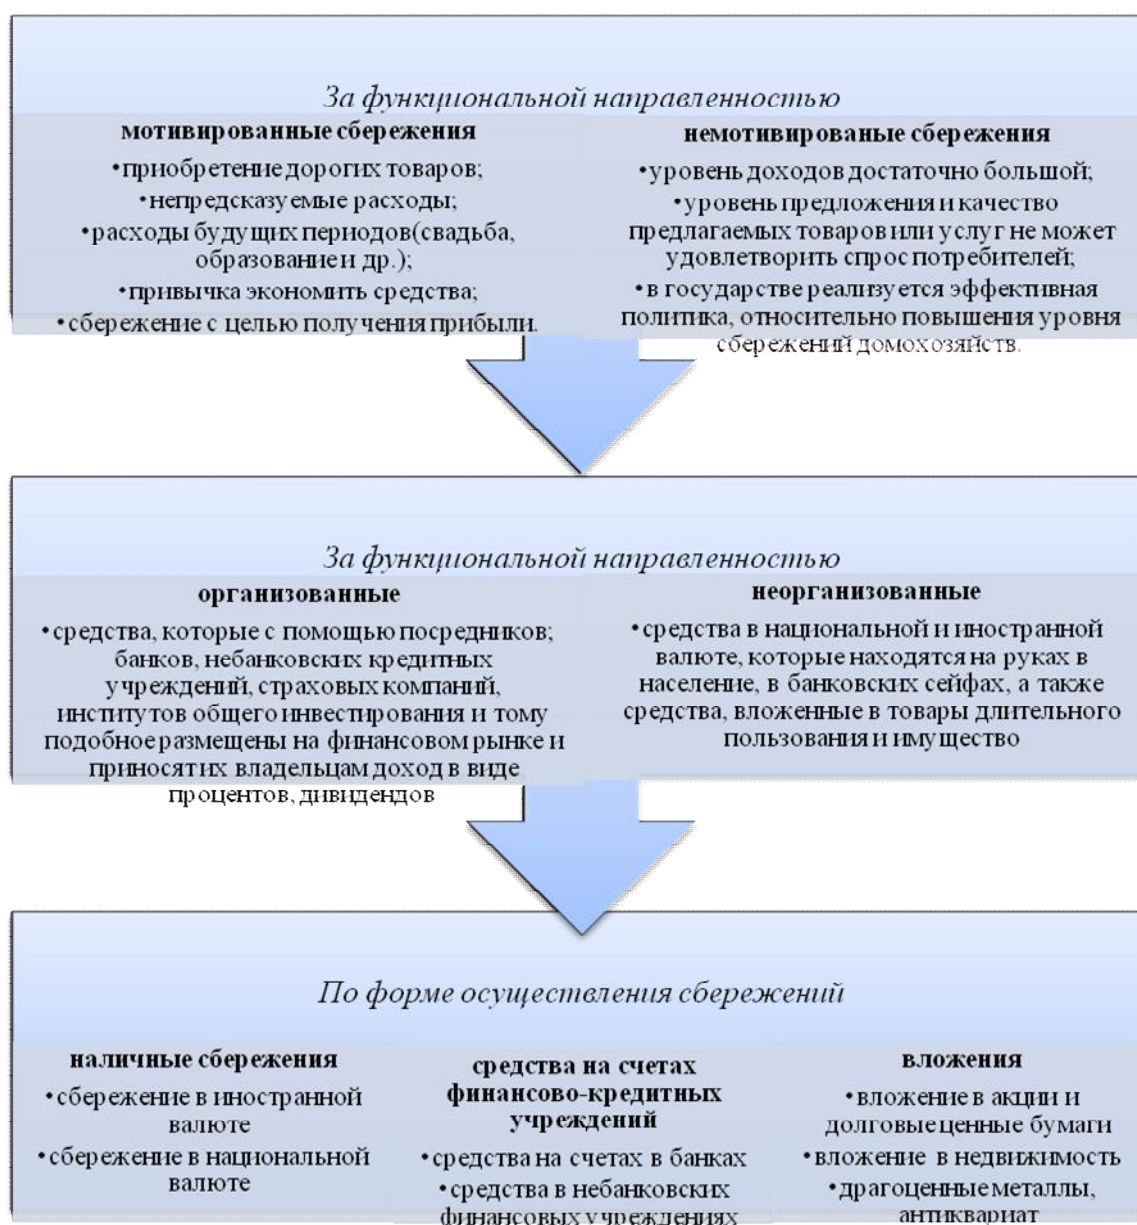 За функциональной направленностью
мотивированные сбережения
•приобретение дорогих товаров;
•непредсказуемые расходы;
•расходы будущих периодов(свадьба,
образование и др.);
•привычка экономить средства;
•сбережение с целью получения прибыли.
немотивированые сбережения
•уровень доходов достаточно большой;
•уровень предложения и качество
предлагаемых товаров или услуг не может
удовлетворить спрос потребителей;
•в государстве реализуется эффективная
политика, относительно повышения уровня
сбережений домохозяйств.
За функциональной направленностью
организованные
•средства, которые с помощью посредников;
банков, небанковских кредитных
учреждений, страховых компаний,
институтов общего инвестирования и тому
подобное размещены на финансовом рынке и
приносят их владельцам доход в виде
процентов, дивидендов
неорганизованные
•средства в национальной и иностранной
валюте, которые находятся на руках в
население, в банковских сейфах, а также
средства, вложенные в товары длительного
пользования и имущество
По форме осуществления сбережений
наличные сбережения
•сбережение в иностранной
валюте
•сбережение в национальной
валюте
средства на счетах
финансово-кредитных
учреждений
•средства на счетах в банках
•средства в небанковских
финансовых учреждениях
вложения
•вложение в акции и
долговые ценные бумаги
•вложение в недвижимость
•драгоценные металлы,
антиквариат